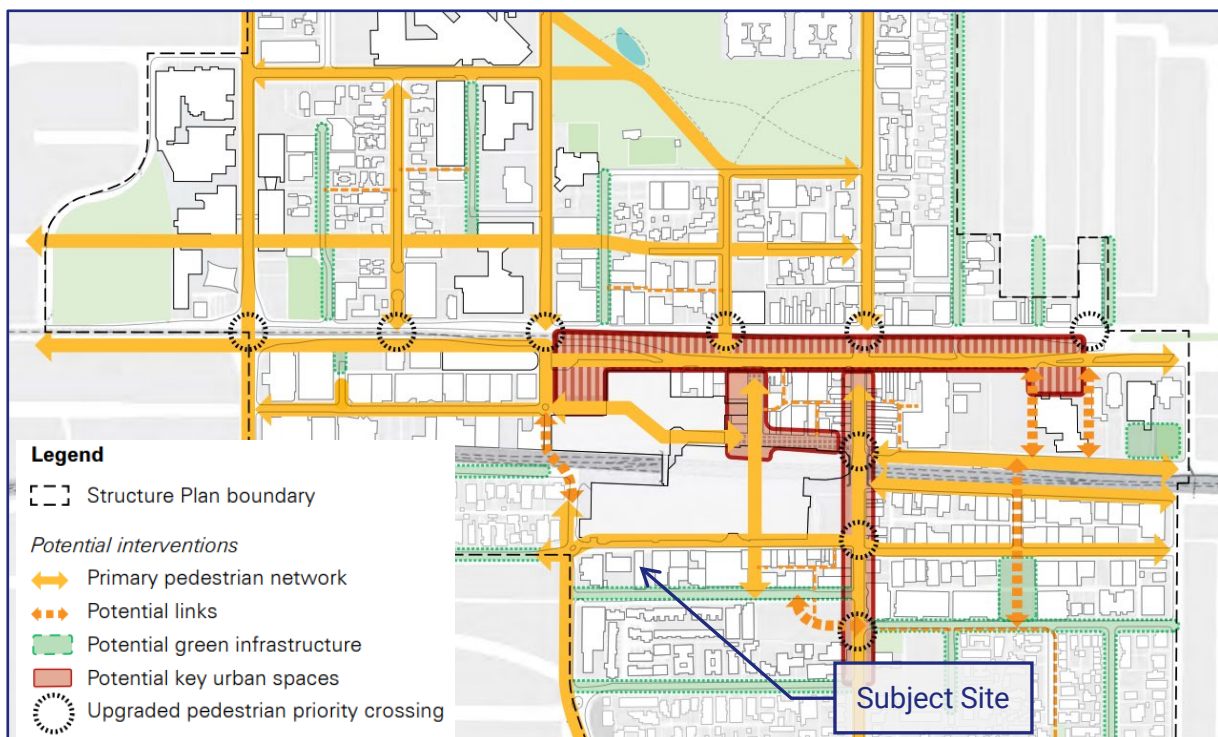 Legend
Structure Plan boundary
Potential interventions
Primary pedestrian network
Potential links
Potential green infrastructure
Potential key urban spaces
Upgraded pedestrian priority crossing
Subject Site